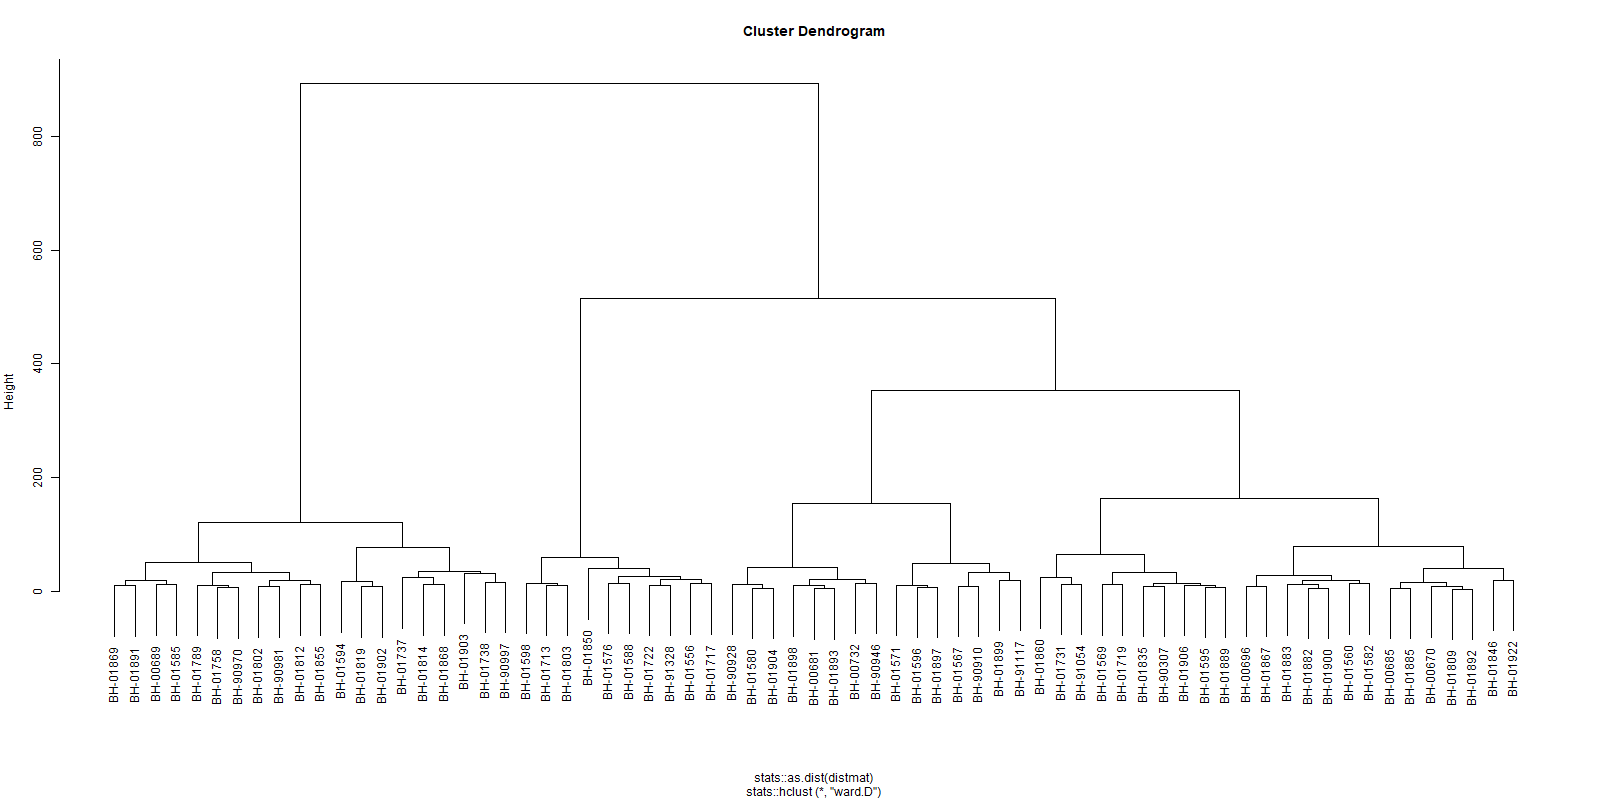 Cluster Dendrogram
Height
0
200
400
600
800
BH-01869
BH-01891
BH-00689
BH-01585
BH-01789
BH-01758
BH-90970
BH-01802
BH-90981
BH-01812
BH-01855
BH-01594
BH-01819
BH-01902
BH-01737
BH-01814
BH-01868
BH-01903
BH-01738
BH-90997
BH-01598
BH-01713
BH-01803
BH-01850
BH-01576
BH-01588
BH-01722
BH-91328
BH-01556
BH-01717
BH-90928
BH-01580
BH-01904
BH-01898
BH-00681
BH-01893
BH-00732
BH-90946
BH-01571
BH-01596
BH-01897
BH-01567
BH-90910
BH-01899
BH-91117
BH-01860
BH-01731
BH-91054
BH-01569
BH-01719
BH-01835
BH-90307
BH-01906
BH-01595
BH-01889
BH-00696
BH-01867
BH-01883
BH-01882
BH-01900
BH-01560
BH-01582
BH-00685
BH-01885
BH-00670
BH-01809
BH-01892
BH-01846
BH-01922
stats::as.dist(distmat)
stats::hclust (*, "ward.D")